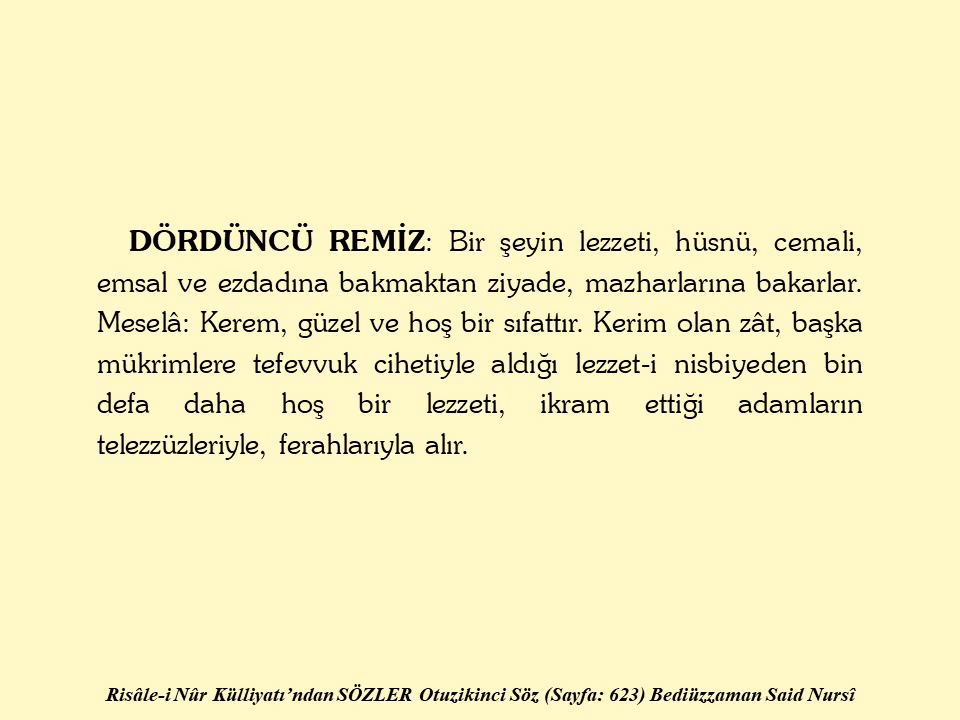 DÖRDÜNCÜ REMİZ: Bir şeyin lezzeti, hüsnü, cemali,
emsal ve ezdadına bakmaktan ziyade, mazharlarına bakarlar.
Meselâ: Kerem, güzel ve hoş bir sıfattır. Kerim olan zât, başka
mükrimlere tefevvuk cihetiyle aldığı lezzet-i nisbiyeden bin
defa daha hoş bir lezzeti, ikram ettiği adamların
telezzüzleriyle, ferahlarıyla alır.
Risâle-i Nûr Külliyatı’ndan SÖZLER Otuzikinci Söz (Sayfa: 623) Bediüzzaman Said Nursî